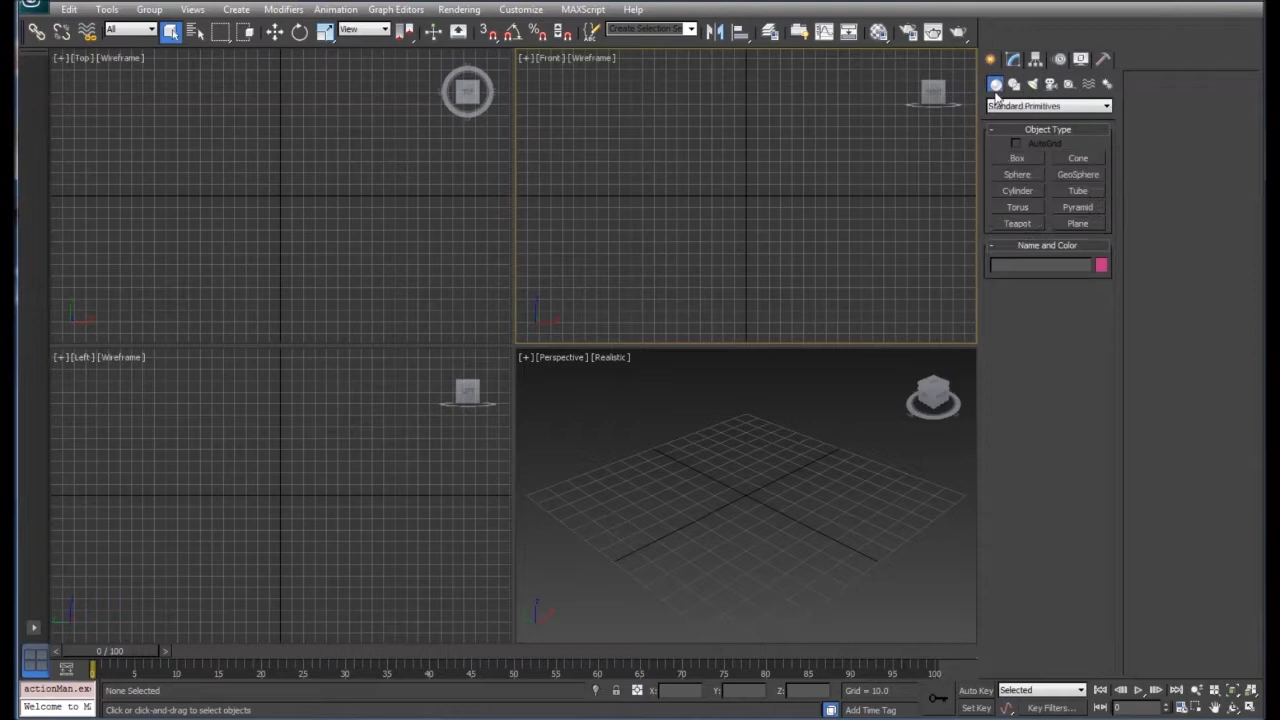 Edit Tools Group Views Create Modifiers Animation Graph Editors Rendering Customize MAXScript Help
All View Create Selection Se
[+] [Top] [Wireframe] [+] [Front] [Wireframe]
TOP
Standard Primitives
- Object Type
AutoGrid
Box Cone
Sphere GeoSphere
Cylinder Tube
Torus Pyramid
Teapot Plane
- Name and Color
[+] [Left] [Wireframe] [+] [Perspective] [Realistic]
LEFT
< 0 / 100 >
0 5 10 15 20 25 30 35 40 45 50 55 60 65 70 75 80 85 90 95 100
actionMan.ex None Selected X: Y: Z: Grid = 10.0 Auto Key Selected
Welcome to M Click or click-and-drag to select objects Add Time Tag Set Key Key Filters... 0